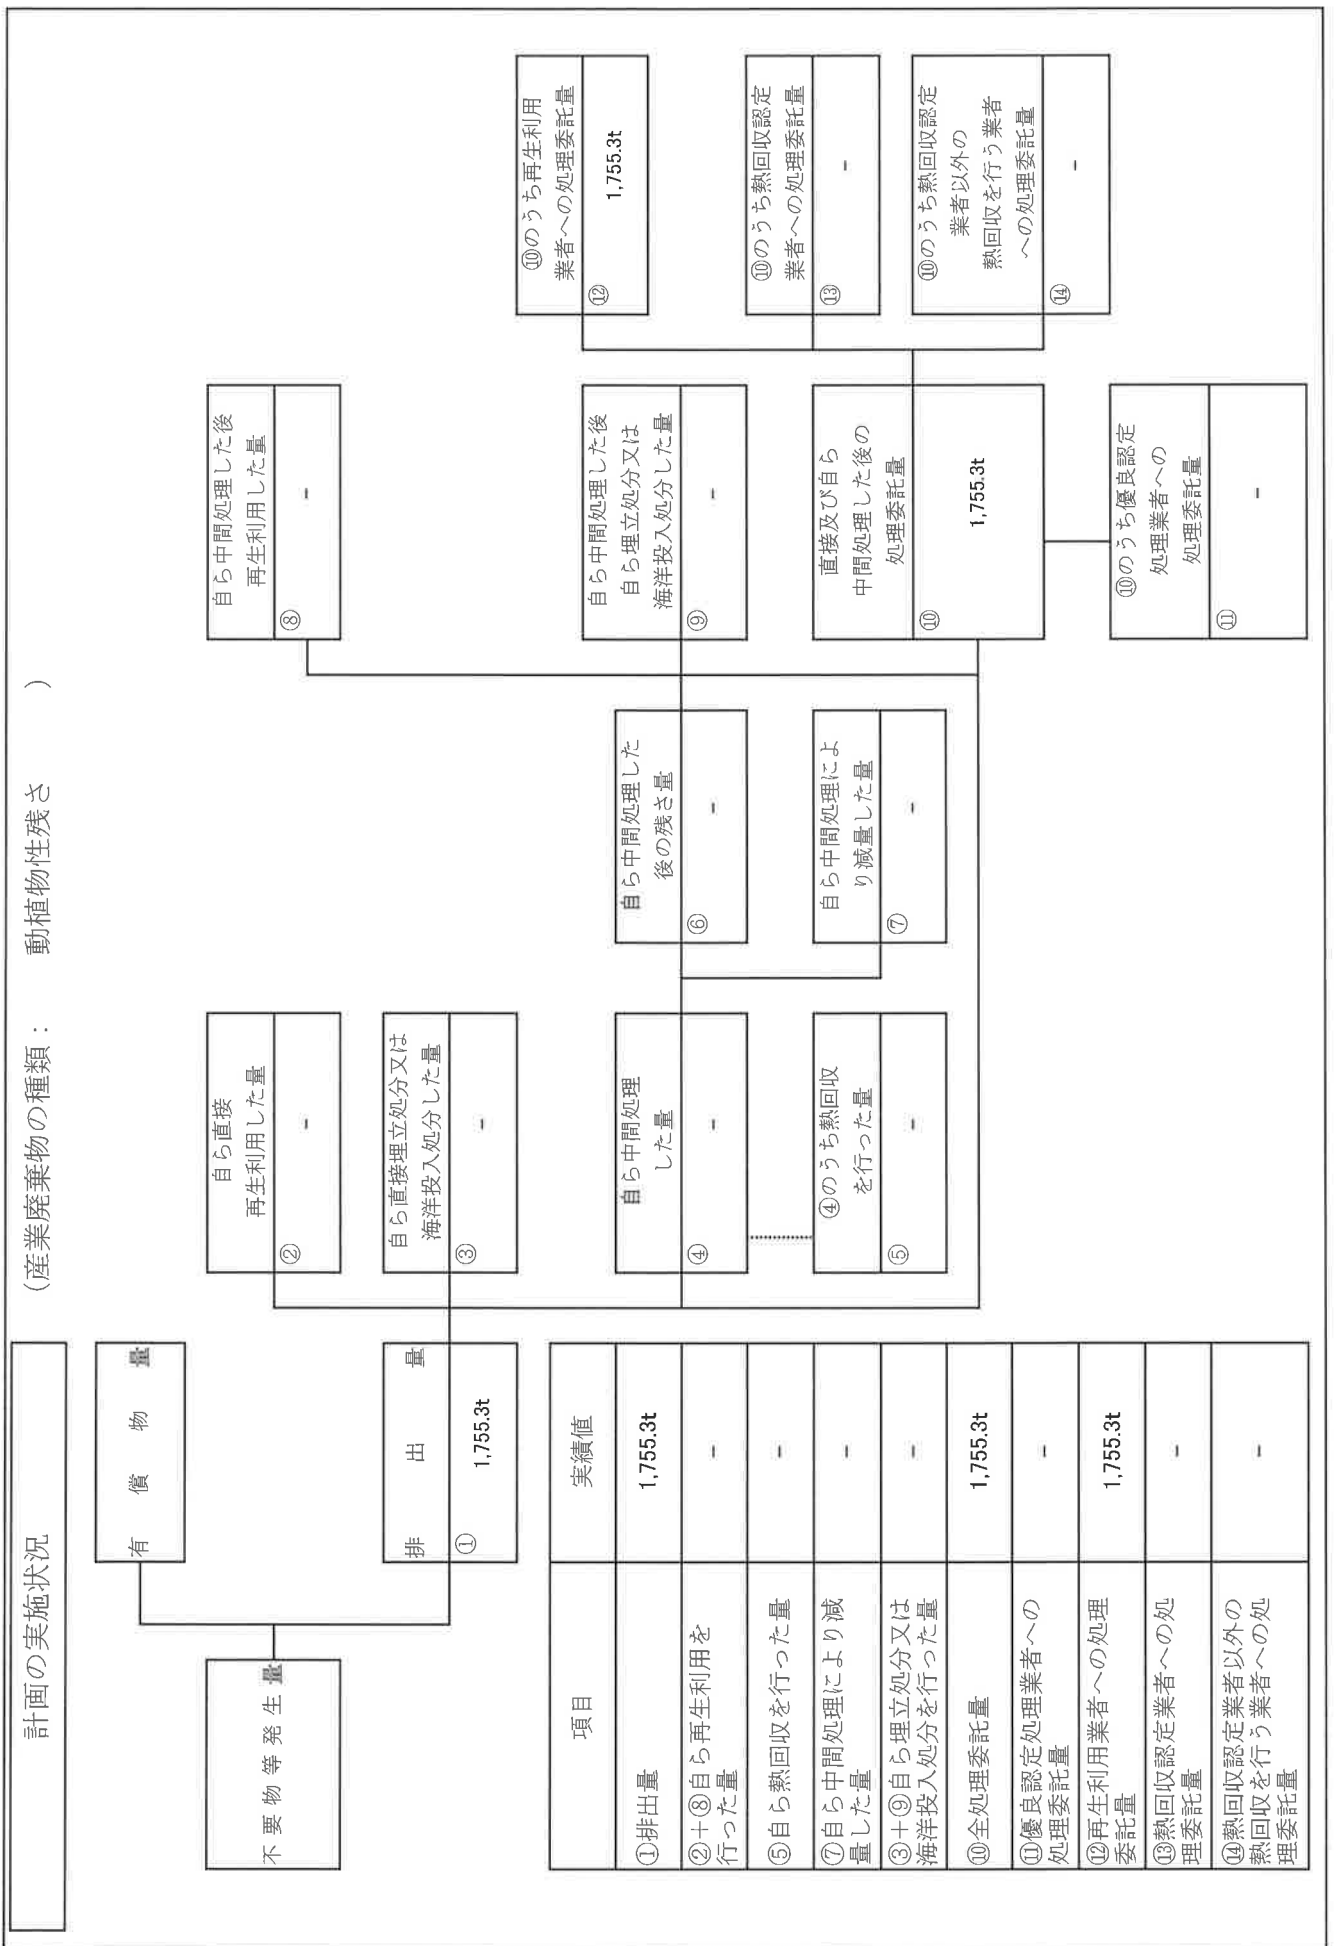 計画の実施状況
(産業廃棄物の種類: 動植物性残さ )
不要物等発生量
有償物量
排出量
①
1,755.3t
自ら直接
再生利用した量
②
-
自ら直接埋立処分又は
海洋投入処分した量
③
-
自ら中間処理
した量
④
-
④のうち熱回収
を行った量
⑤
-
自ら中間処理した
後の残さ量
⑥
-
自ら中間処理によ
り減量した量
⑦
-
自ら中間処理した後
再生利用した量
⑧
-
自ら中間処理した後
自ら埋立処分又は
海洋投入処分した量
⑨
-
直接及び自ら
中間処理した後の
処理委託量
⑩
1,755.3t
⑩のうち優良認定
処理業者への
処理委託量
⑪
-
⑩のうち再生利用
業者への処理委託量
⑫
1,755.3t
⑩のうち熱回収認定
業者への処理委託量
⑬
-
⑩のうち熱回収認定
業者以外の
熱回収を行う業者
への処理委託量
⑭
-
項目 実績値
①排出量 1,755.3t
②+⑧自ら再生利用を
行った量 -
⑤自ら熱回収を行った量 -
⑦自ら中間処理により減
量した量 -
③+⑨自ら埋立処分又は
海洋投入処分を行った量 -
⑩全処理委託量 1,755.3t
⑪優良認定処理業者への
処理委託量 -
⑫再生利用業者への処理
委託量 1,755.3t
⑬熱回収認定業者への処
理委託量 -
⑭熱回収認定業者以外の
熱回収を行う業者への処
理委託量 -